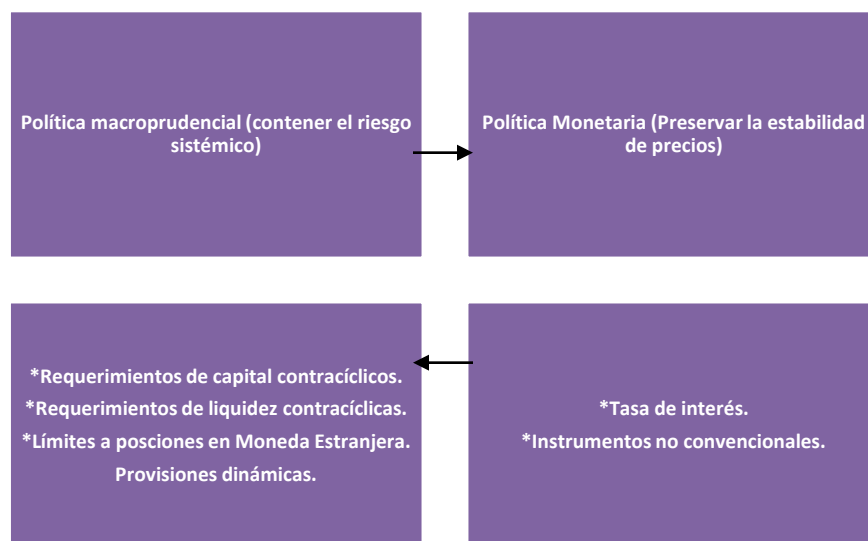 Política macroprudencial (contener el riesgo
sistémico)
Política Monetaria (Preservar la estabilidad
de precios)
*Requerimientos de capital contracíclicos.
*Requerimientos de liquidez contracíclicas.
*Límites a posciones en Moneda Estranjera.
Provisiones dinámicas.
*Tasa de interés.
*Instrumentos no convencionales.